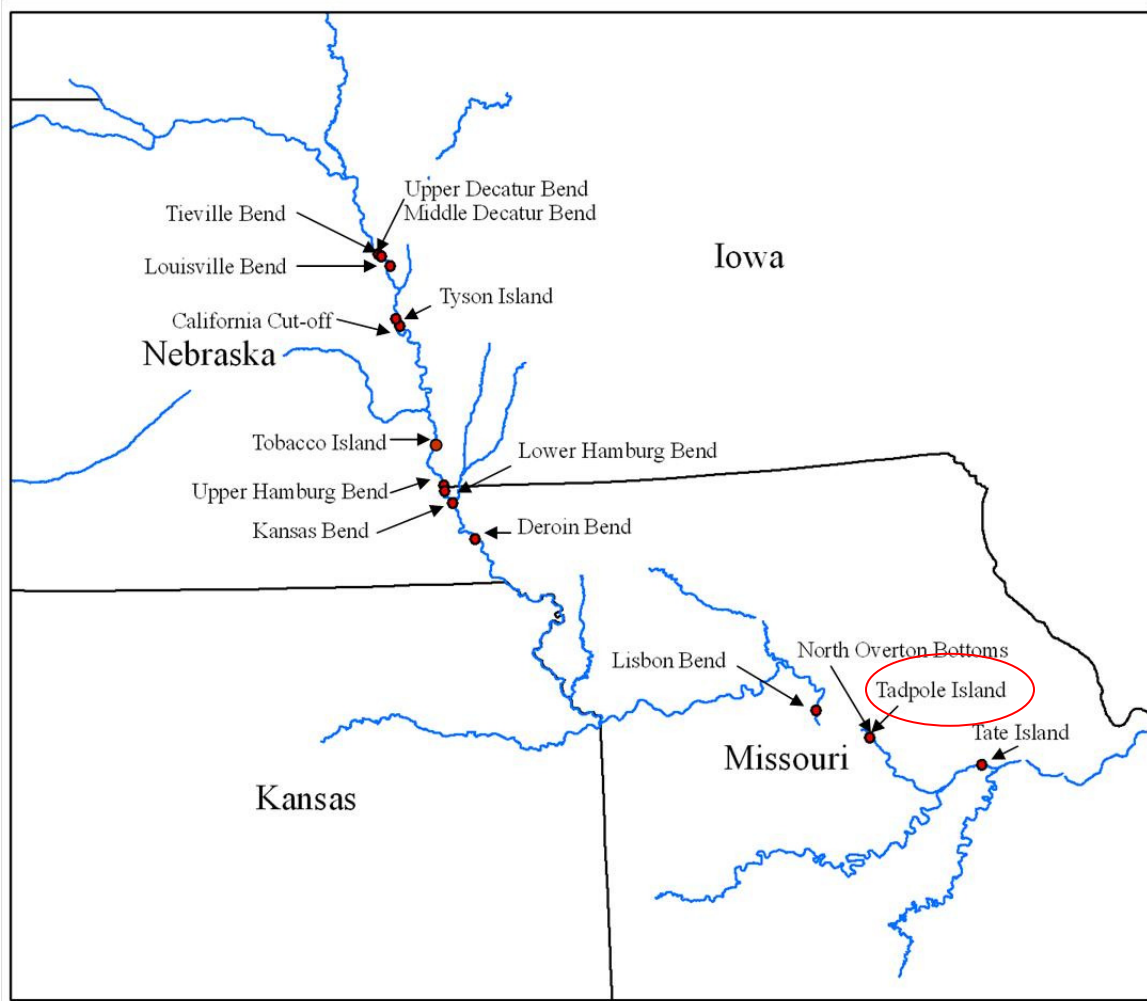 Upper Decatur Bend
Middle Decatur Bend
Tieville Bend
Louisville Bend
Iowa
Tyson Island
California Cut-off
Nebraska
Tobacco Island
Lower Hamburg Bend
Upper Hamburg Bend
Kansas Bend
Deroin Bend
North Overton Bottoms
Lisbon Bend
Tadpole Island
Tate Island
Missouri
Kansas